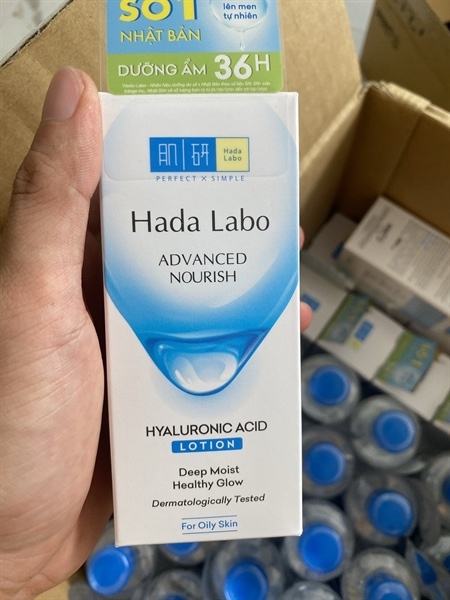 SỐ 1
lên men
tự nhiên
NHẬT BẢN
DƯỠNG ẨM 36H
肌研
Hada
Labo
PERFECT × SIMPLE
Hada Labo
ADVANCED
NOURISH
HYALURONIC ACID
LOTION
Deep Moist
Healthy Glow
Dermatologically Tested
For Oily Skin